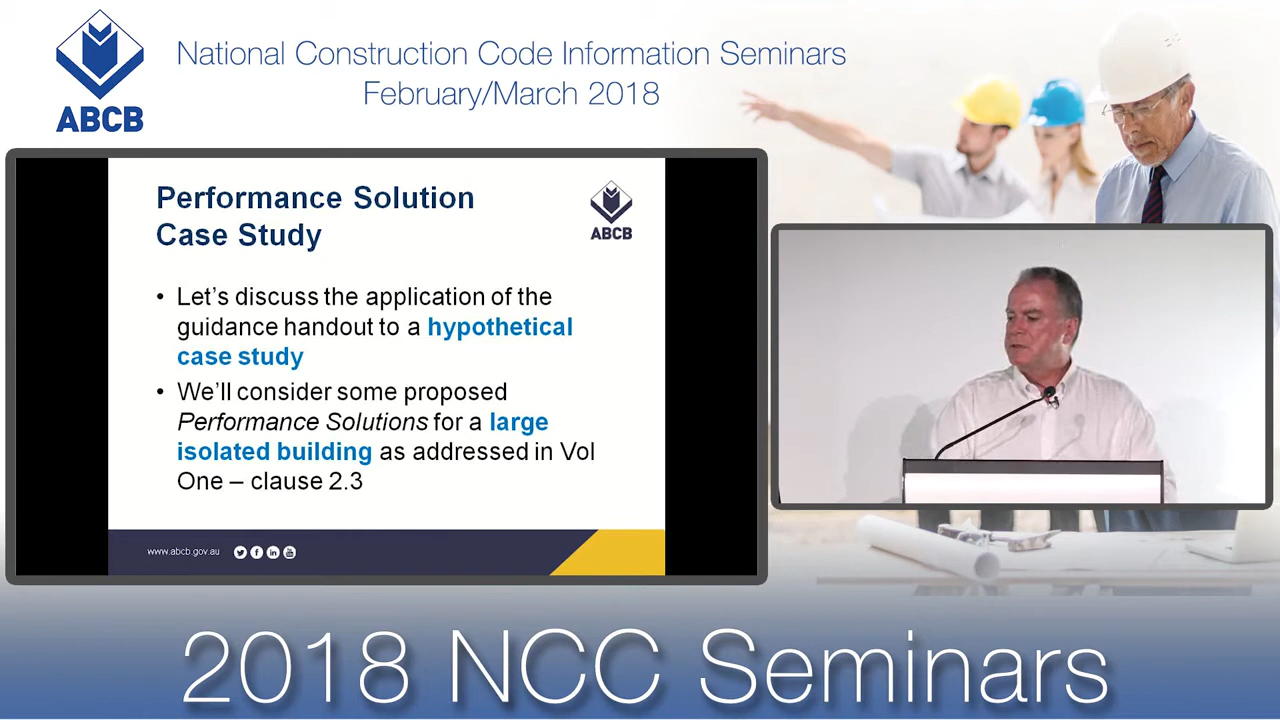 ABCB
National Construction Code Information Seminars
February/March 2018
Performance Solution
Case Study
ABCB
• Let’s discuss the application of the
guidance handout to a hypothetical
case study
• We’ll consider some proposed
Performance Solutions for a large
isolated building as addressed in Vol
One – clause 2.3
www.abcb.gov.au
2018 NCC Seminars